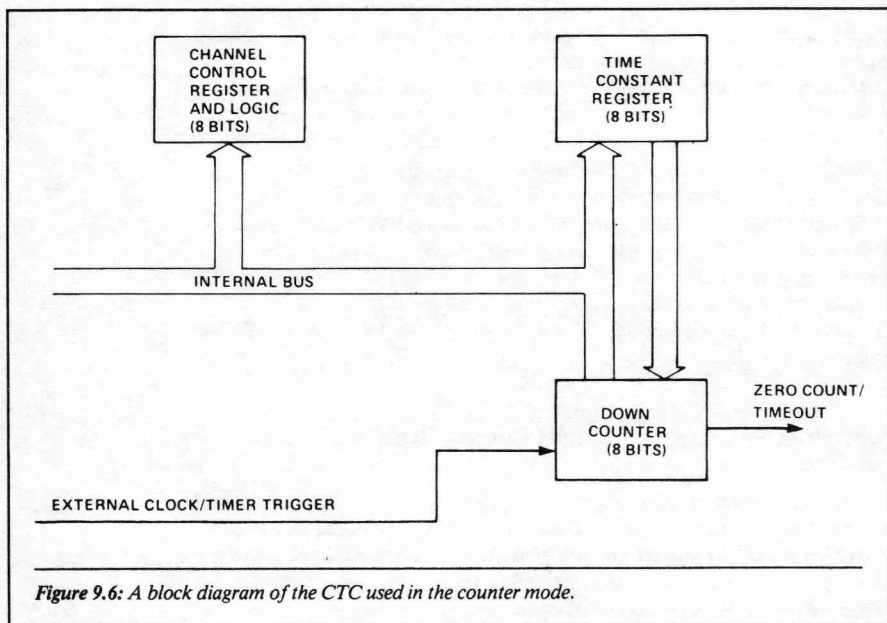 CHANNEL
CONTROL
REGISTER
AND LOGIC
(8 BITS)
TIME
CONSTANT
REGISTER
(8 BITS)
INTERNAL BUS
DOWN
COUNTER
(8 BITS)
ZERO COUNT/
TIMEOUT
EXTERNAL CLOCK/TIMER TRIGGER
Figure 9.6: A block diagram of the CTC used in the counter mode.